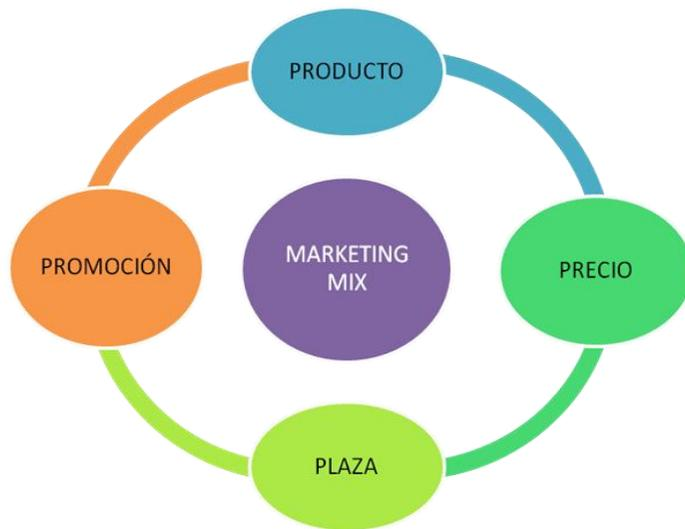 PRODUCTO
PROMOCIÓN
MARKETING
MIX
PRECIO
PLAZA